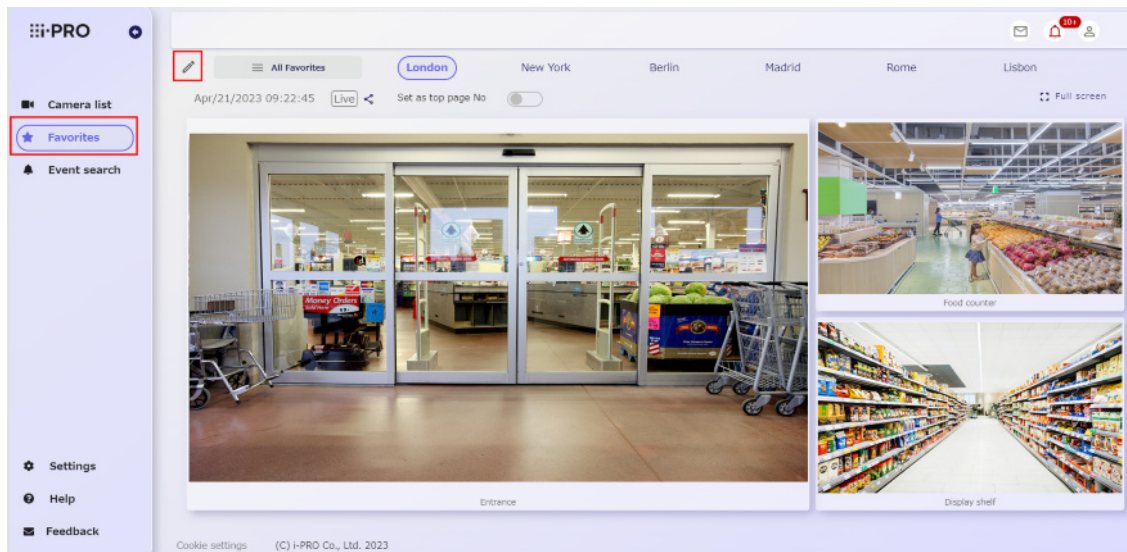 i-PRO
10+
All Favorites
London
New York
Berlin
Madrid
Rome
Lisbon
Camera list
Apr/21/2023 09:22:45
Live
Set as top page No
Full screen
Favorites
Event search
Money Orders
Food counter
Settings
Help
Entrance
Display shelf
Feedback
Cookie settings
(C) i-PRO Co., Ltd. 2023